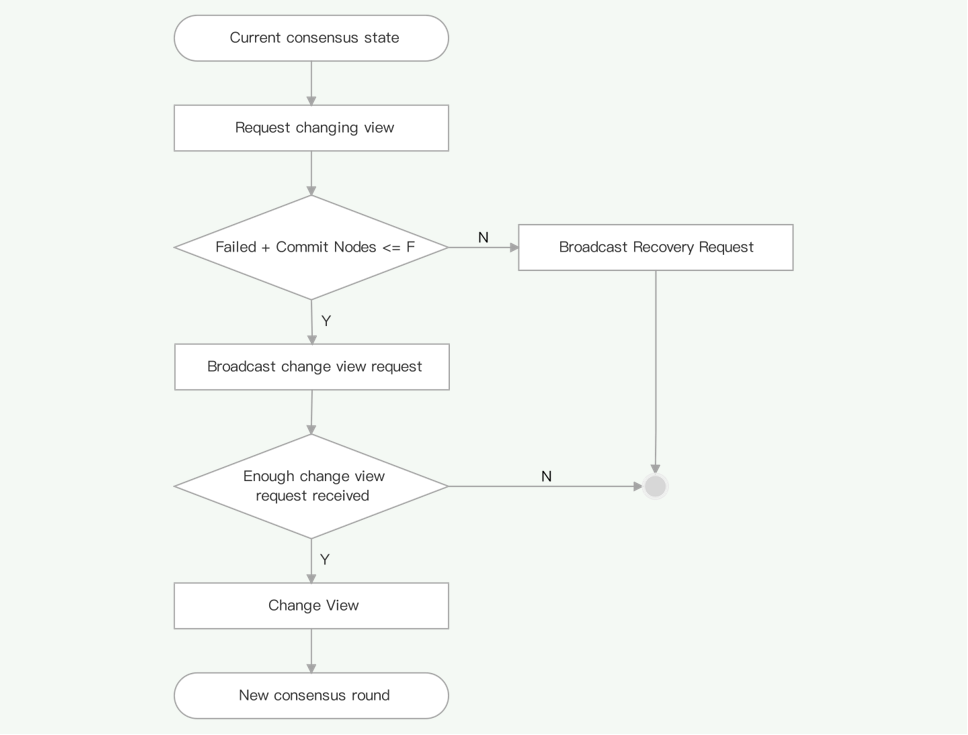 Current consensus state
Request changing view
Failed + Commit Nodes <= F
N
Broadcast Recovery Request
Y
Broadcast change view request
Enough change view
request received
N
Y
Change View
New consensus round